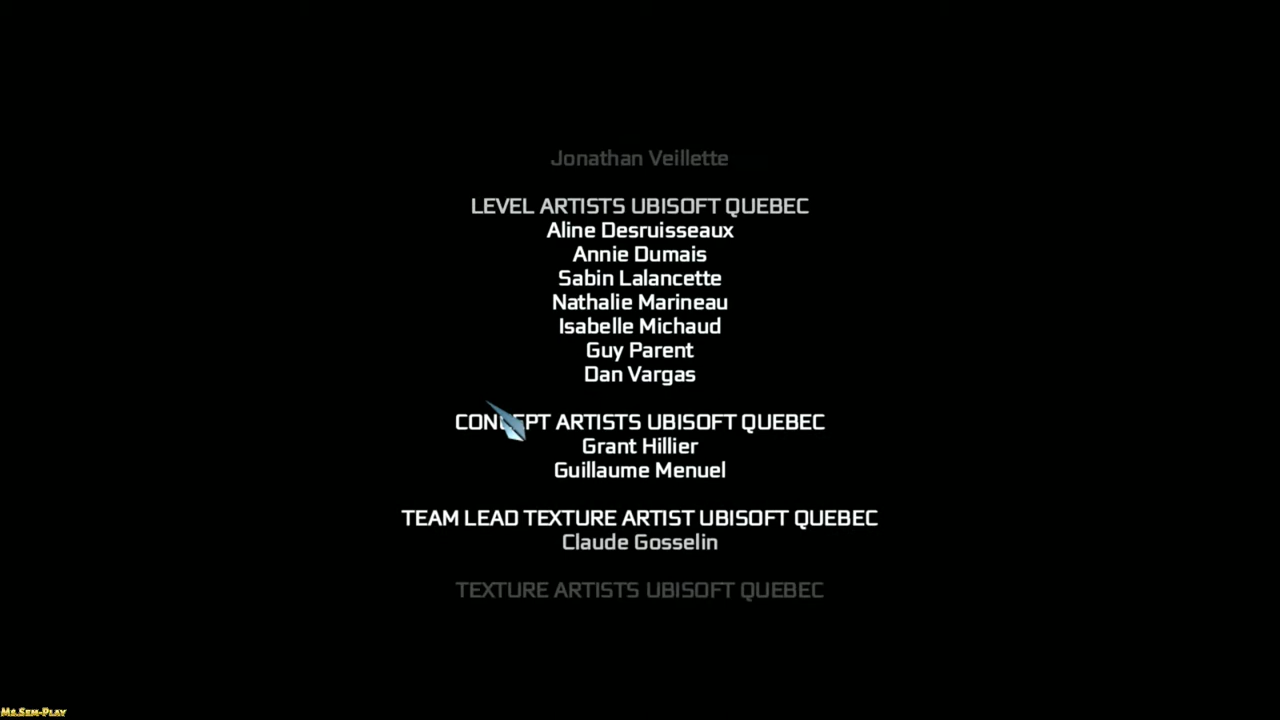 Jonathan Veillette
LEVEL ARTISTS UBISOFT QUEBEC
Aline Desruisseaux
Annie Dumais
Sabin Lalancette
Nathalie Marineau
Isabelle Michaud
Guy Parent
Dan Vargas
CONCEPT ARTISTS UBISOFT QUEBEC
Grant Hillier
Guillaume Menuel
TEAM LEAD TEXTURE ARTIST UBISOFT QUEBEC
Claude Gosselin
TEXTURE ARTISTS UBISOFT QUEBEC
Ms.Sem-Play